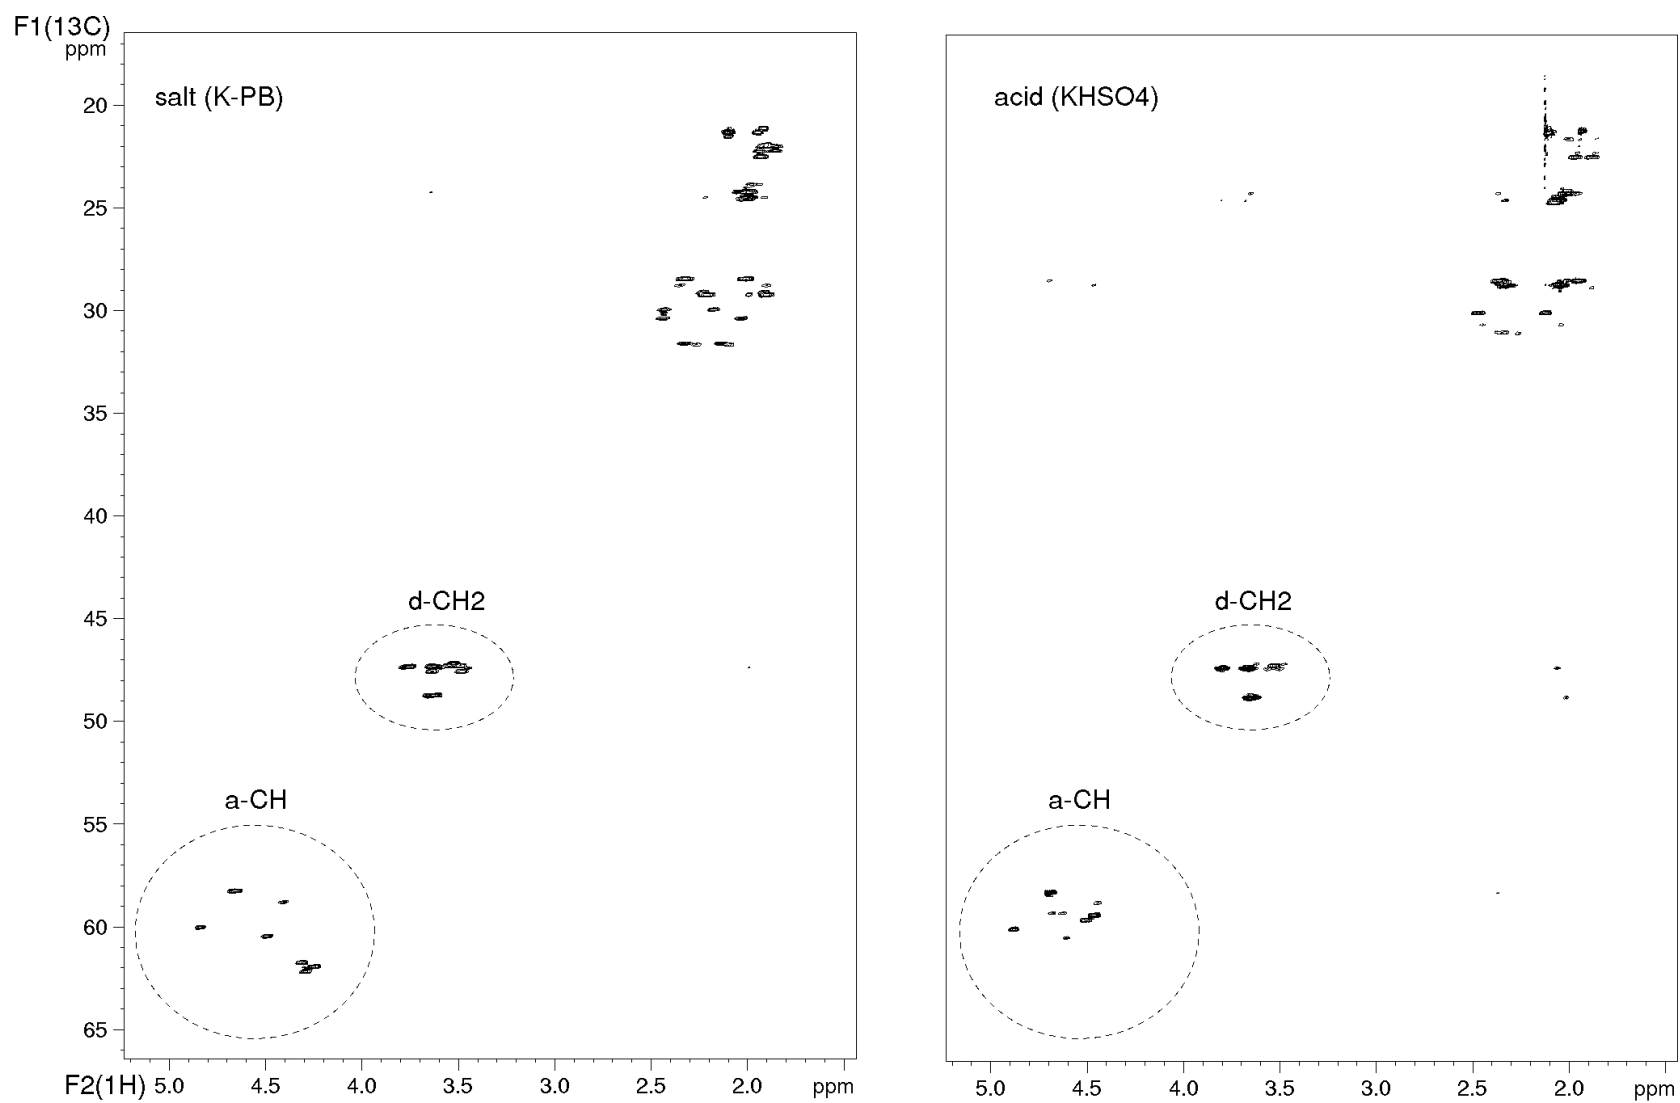 F1(13C)
ppm
salt (K-PB)
acid (KHSO4)
20
25
30
35
40
45
50
55
60
65
d-CH2
d-CH2
a-CH
a-CH
F2(1H) 5.0 4.5 4.0 3.5 2.5 2.0 ppm
5.0 4.5 4.0 3.5 3.0 2.5 2.0 ppm